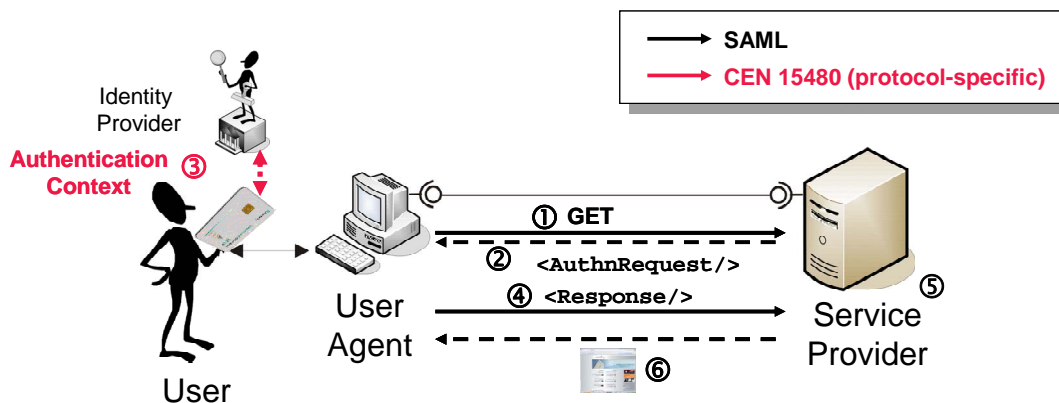 SAML
CEN 15480 (protocol-specific)
Identity
Provider
Authentication
Context
③
① GET
②
<AuthnRequest/>
④ <Response/>
⑤
⑥
User
User
Agent
Service
Provider